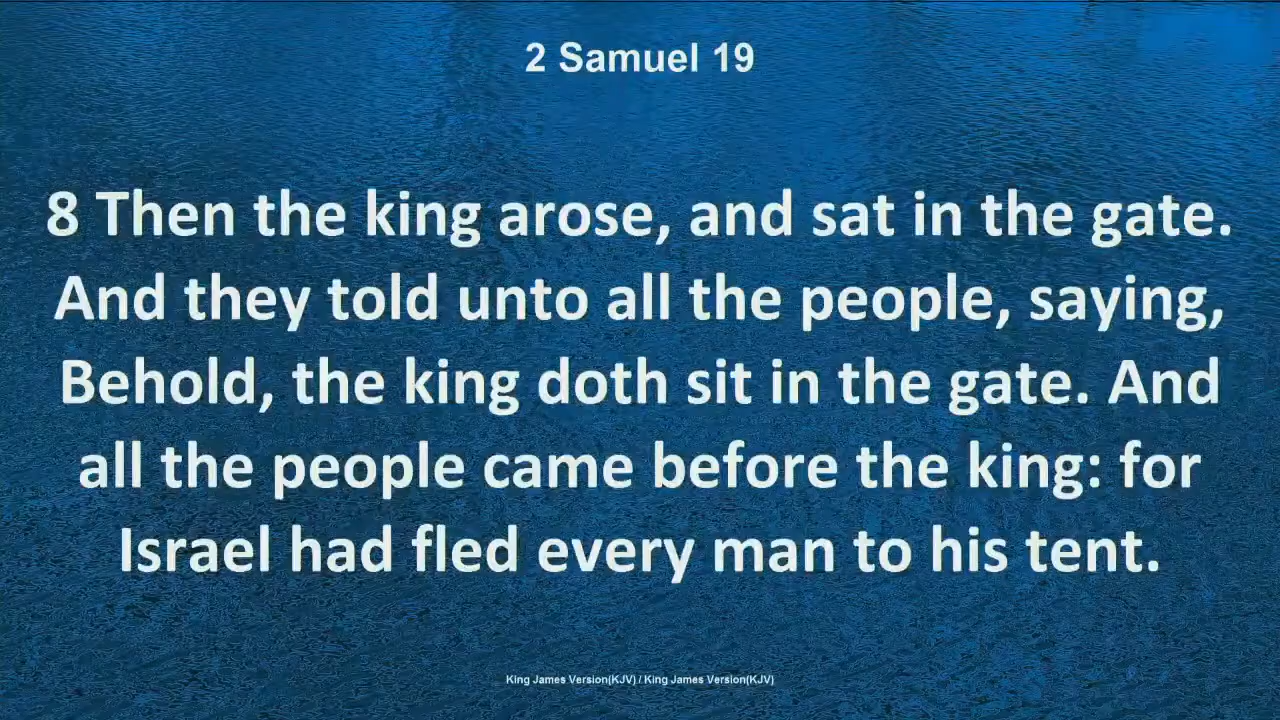 2 Samuel 19
8 Then the king arose, and sat in the gate.
And they told unto all the people, saying,
Behold, the king doth sit in the gate. And
all the people came before the king: for
Israel had fled every man to his tent.
King James Version(KJV) / King James Version(KJV)